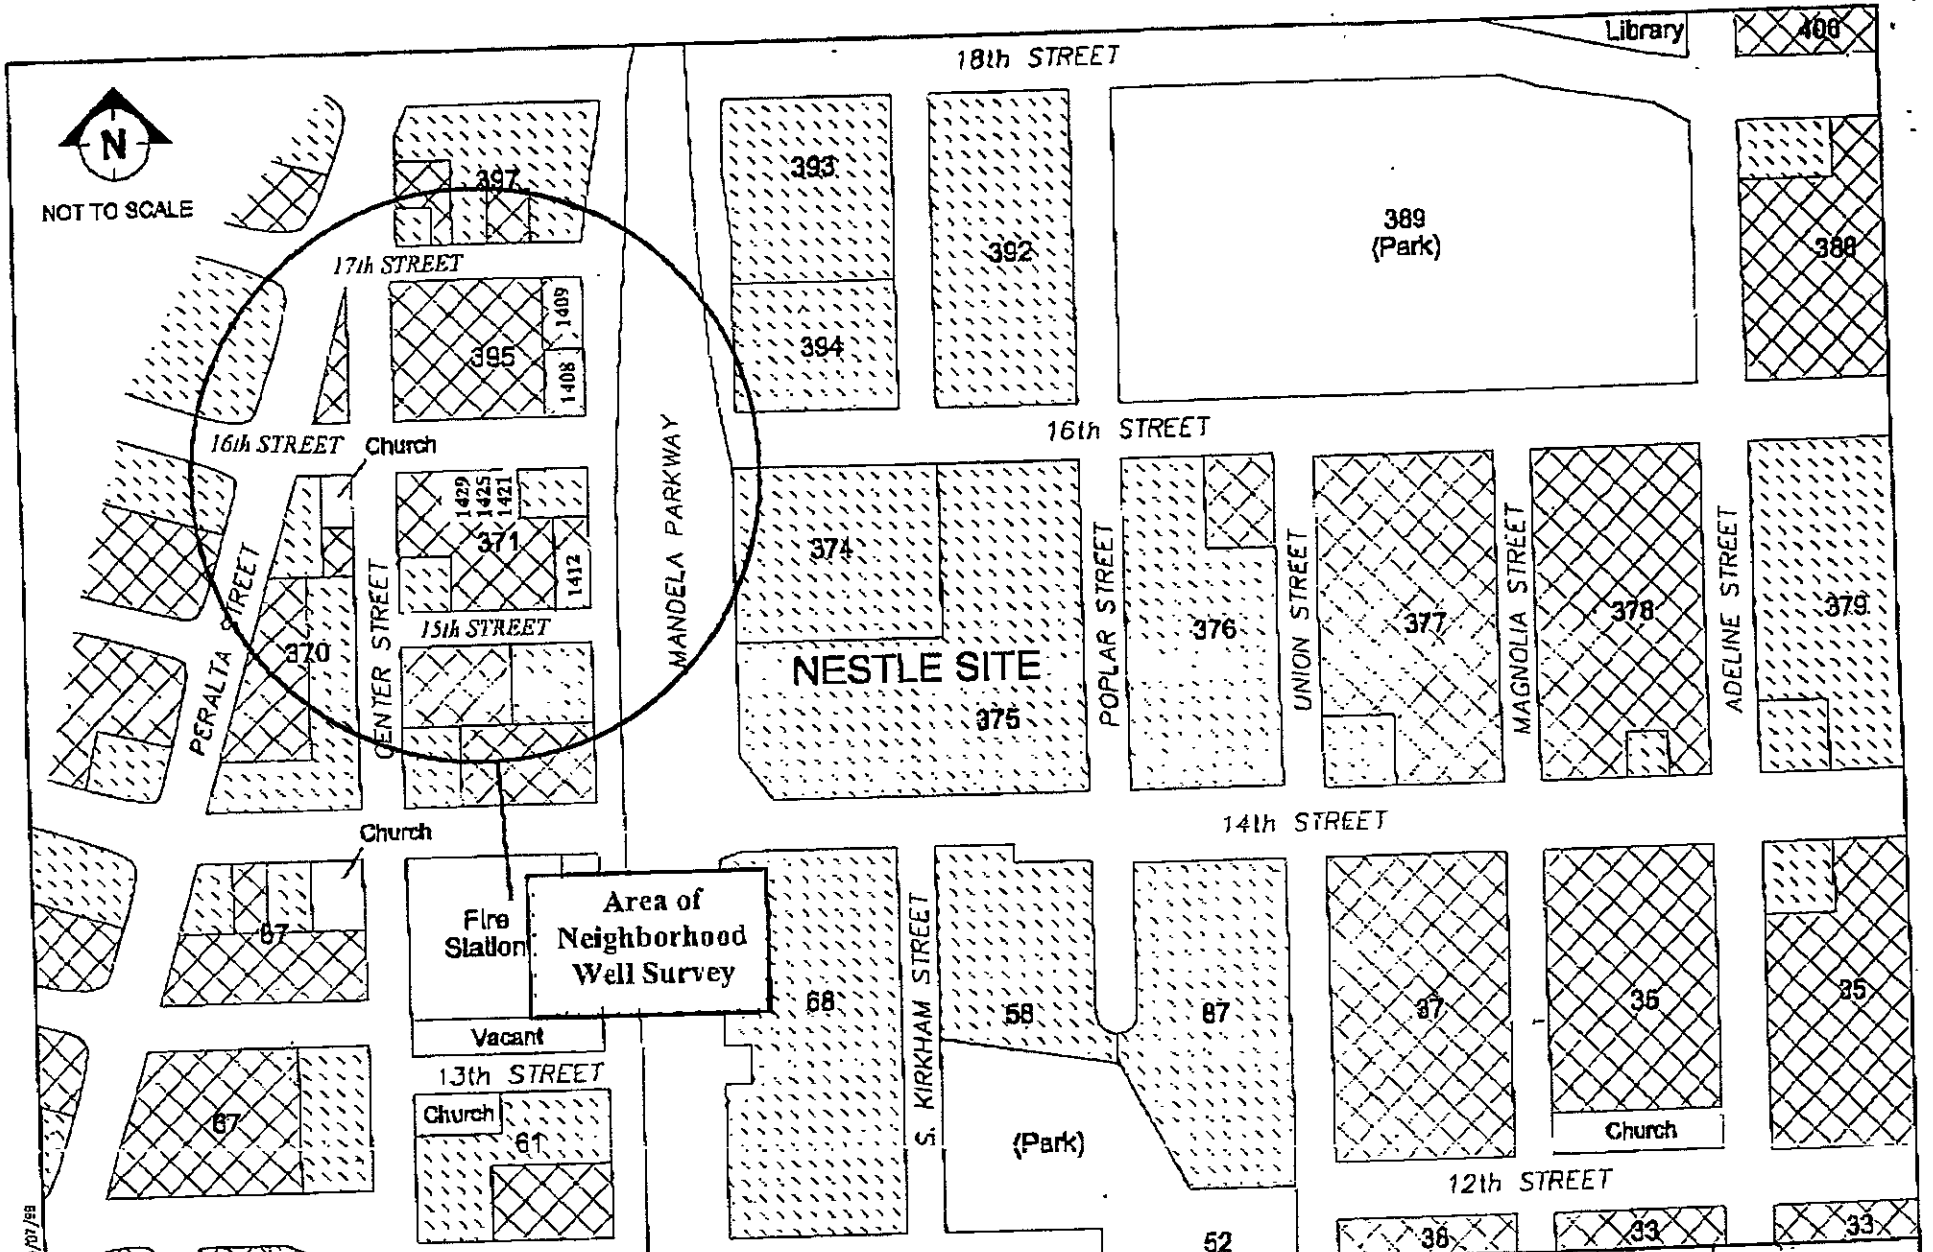 Library
406
18th STREET
N
NOT TO SCALE
397
393
392
389
(Park)
388
17th STREET
1409
395
1408
394
16th STREET
Church
16th STREET
MANDELA PARKWAY
1429
1425
1421
371
1412
374
NESTLE SITE
375
POPLAR STREET
376
UNION STREET
377
MAGNOLIA STREET
378
ADELINE STREET
379
PERALTA STREET
370
CENTER STREET
15th STREET
14th STREET
Church
67
Fire
Station
Area of
Neighborhood
Well Survey
Vacant
68
S. KIRKHAM STREET
58
87
37
36
35
13th STREET
Church
61
67
(Park)
Church
12th STREET
52
38
33
33